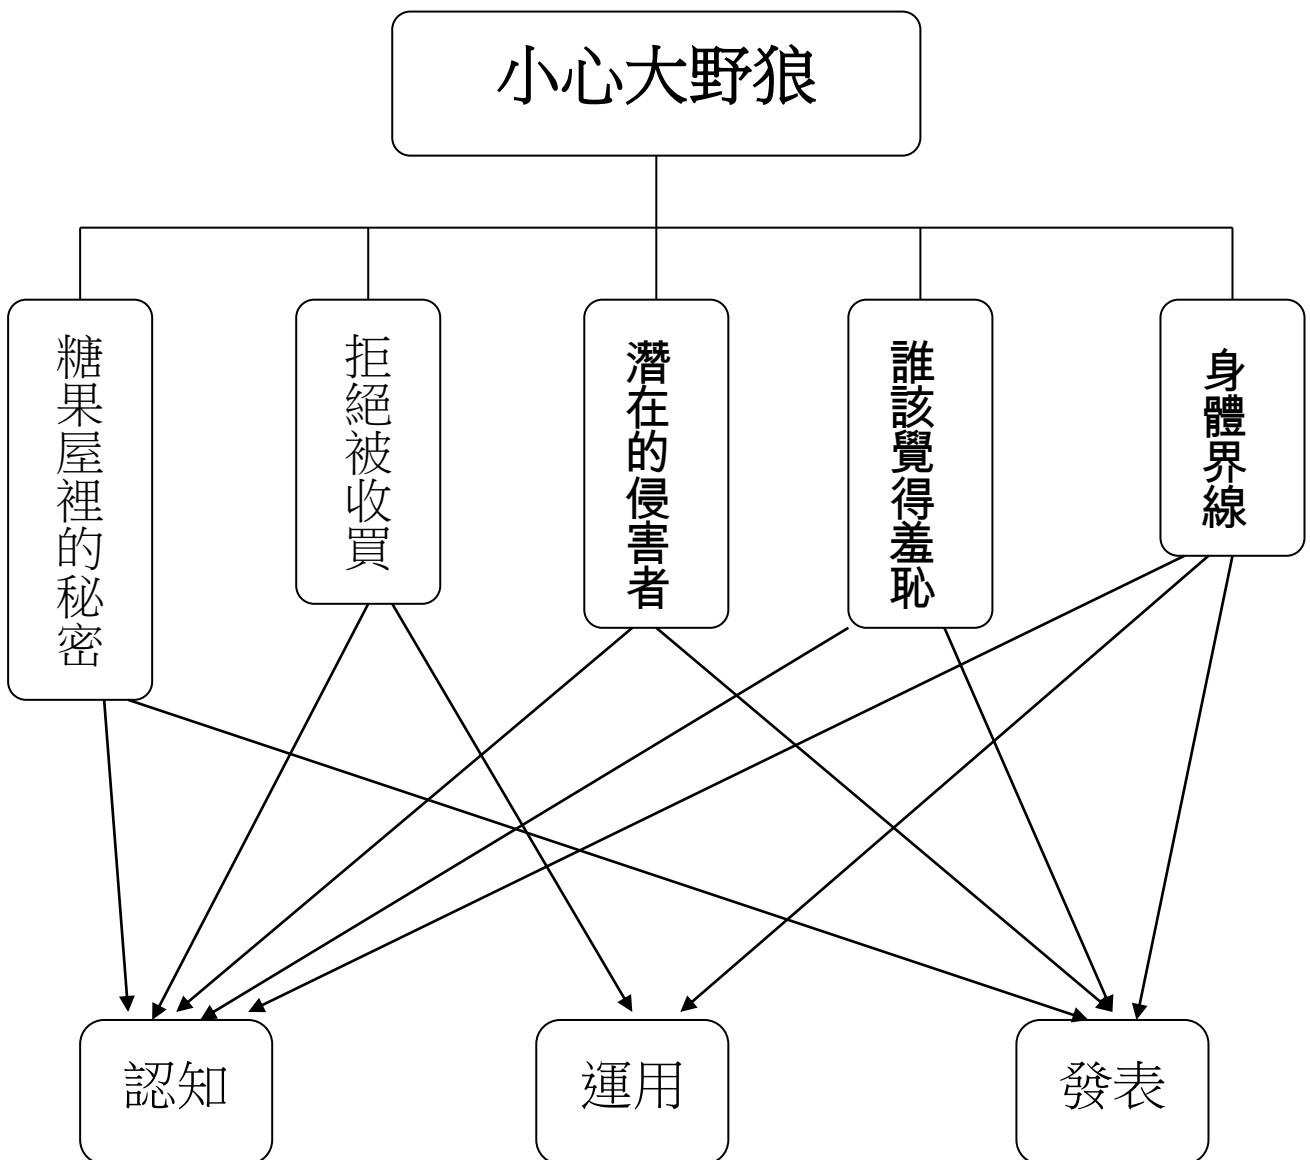 小心大野狼
糖果屋裡的秘密
拒絕被收買
潛在的侵害者
誰該覺得羞恥
身體界線
認知
運用
發表